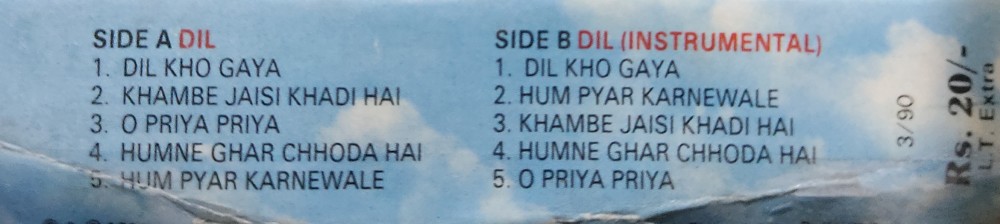 SIDE A DIL
1. DIL KHO GAYA
2. KHAMBE JAISI KHADI HAI
3. O PRIYA PRIYA
4. HUMNE GHAR CHHODA HAI
5. HUM PYAR KARNEWALE
SIDE B DIL (INSTRUMENTAL)
1. DIL KHO GAYA
2. HUM PYAR KARNEWALE
3. KHAMBE JAISI KHADI HAI
4. HUMNE GHAR CHHODA HAI
5. O PRIYA PRIYA
3/90
Rs. 20/-
L.T. Extra